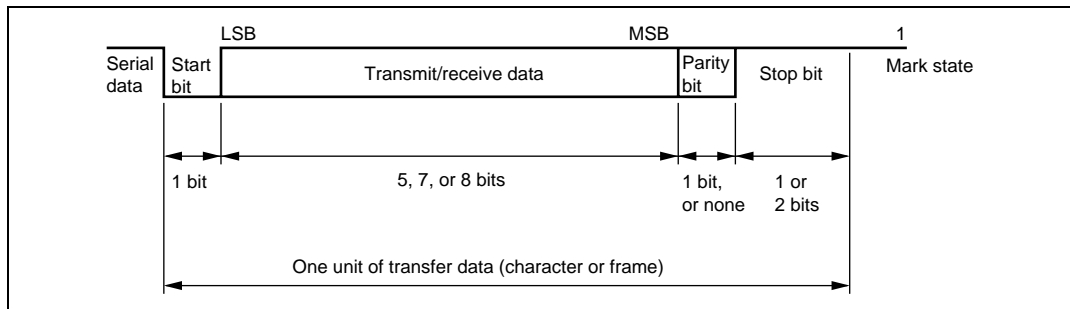 LSB
MSB
1
Serial
data
Start
bit
Transmit/receive data
Parity
bit
Stop bit
Mark state
1 bit
5, 7, or 8 bits
1 bit,
or none
1 or
2 bits
One unit of transfer data (character or frame)